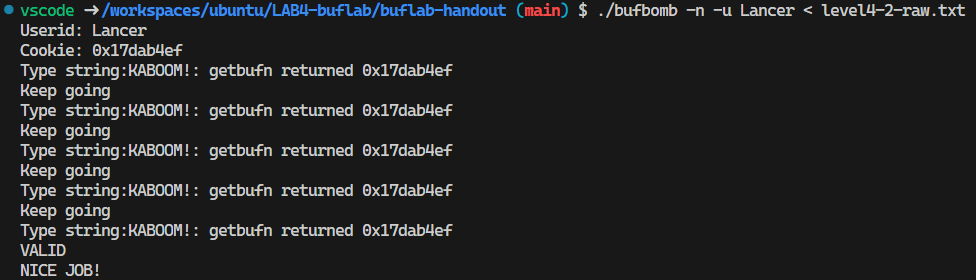 vscode → /workspaces/ubuntu/LAB4-buflab/buflab-handout (main) $ ./bufbomb -n -u Lancer < level4-2-raw.txt
Userid: Lancer
Cookie: 0x17dab4ef
Type string:KABOOM!: getbufn returned 0x17dab4ef
Keep going
Type string:KABOOM!: getbufn returned 0x17dab4ef
Keep going
Type string:KABOOM!: getbufn returned 0x17dab4ef
Keep going
Type string:KABOOM!: getbufn returned 0x17dab4ef
Keep going
Type string:KABOOM!: getbufn returned 0x17dab4ef
VALID
NICE JOB!